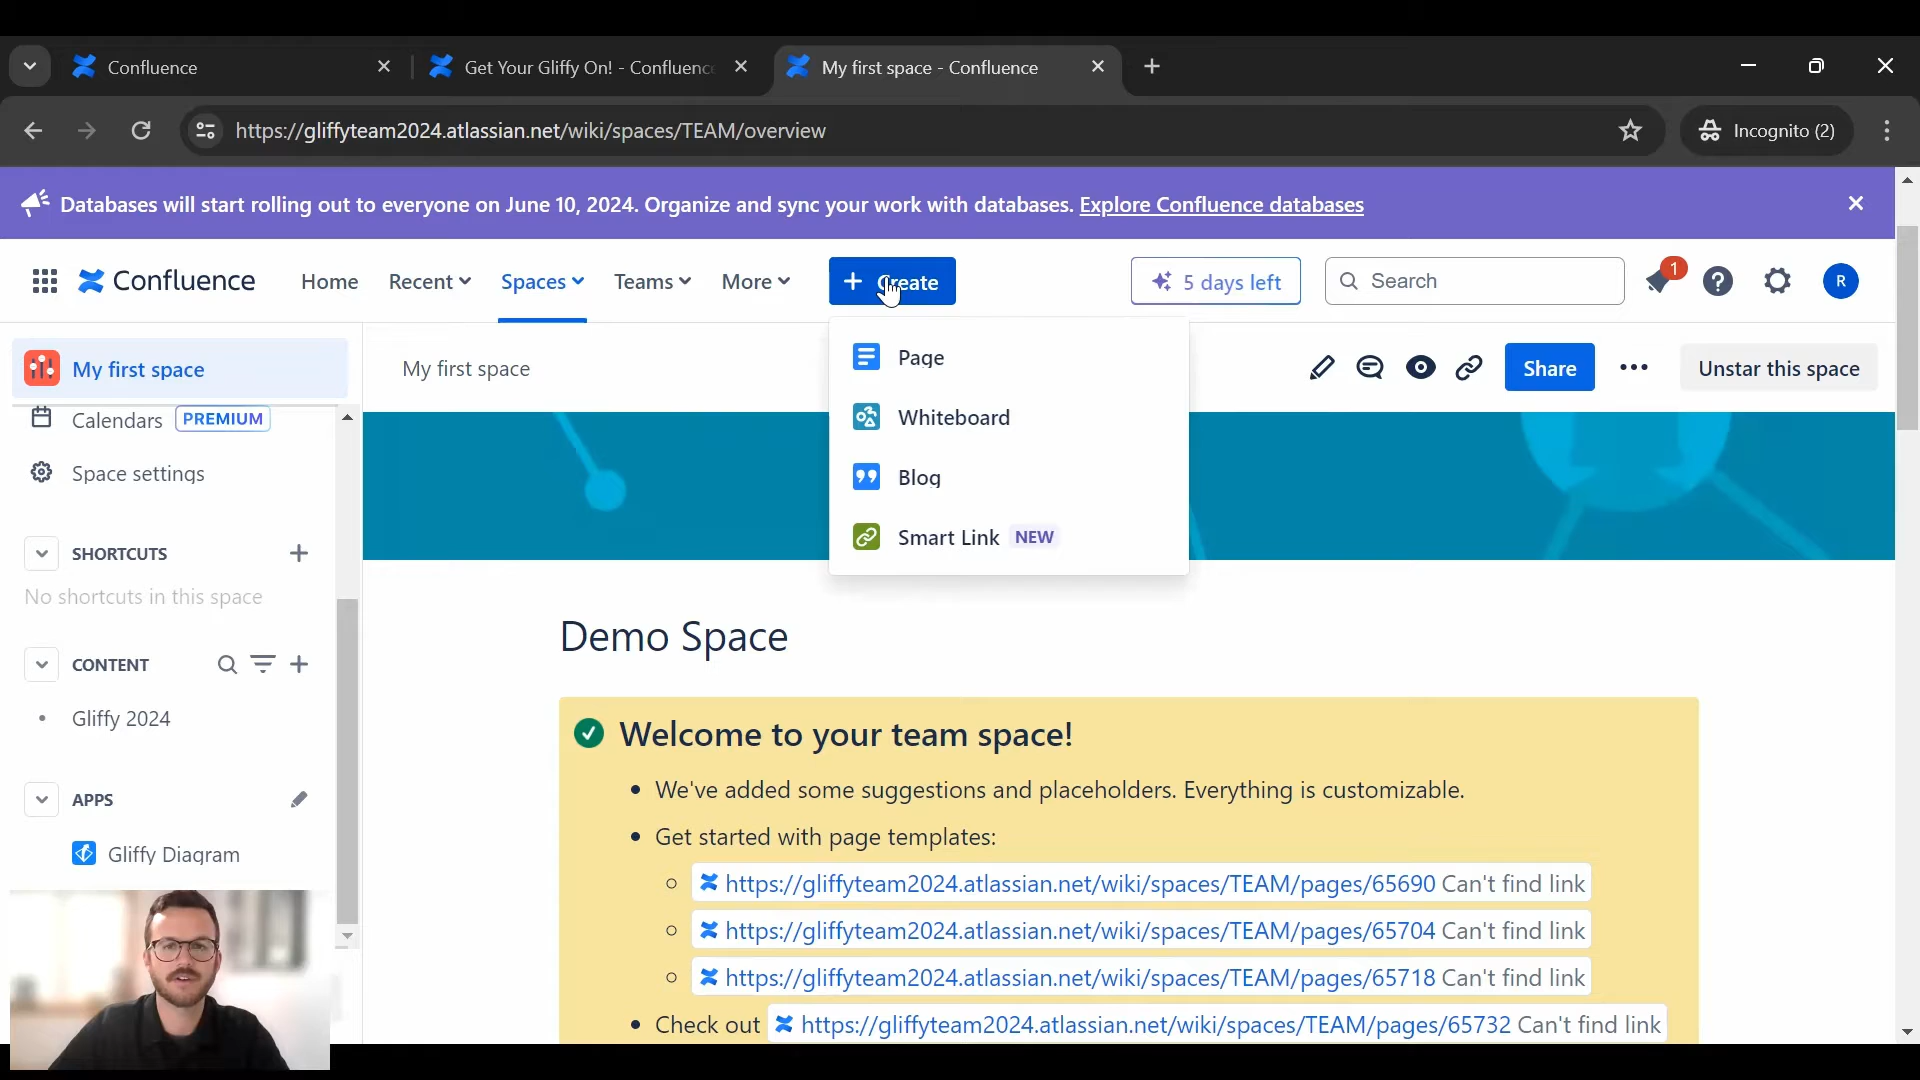 Confluence
Get Your Gliffy On! - Confluenc
My first space - Confluence
https://gliffyteam2024.atlassian.net/wiki/spaces/TEAM/overview
Incognito (2)
Databases will start rolling out to everyone on June 10, 2024. Organize and sync your work with databases. Explore Confluence databases
Confluence
Home
Recent
Spaces
Teams
More
+ Create
5 days left
Search
1
R
My first space
Calendars PREMIUM
Space settings
SHORTCUTS
No shortcuts in this space
CONTENT
Gliffy 2024
APPS
Gliffy Diagram
My first space
Page
Whiteboard
Blog
Smart Link NEW
Share
Unstar this space
Demo Space
Welcome to your team space!
• We've added some suggestions and placeholders. Everything is customizable.
• Get started with page templates:
https://gliffyteam2024.atlassian.net/wiki/spaces/TEAM/pages/65690 Can't find link
https://gliffyteam2024.atlassian.net/wiki/spaces/TEAM/pages/65704 Can't find link
https://gliffyteam2024.atlassian.net/wiki/spaces/TEAM/pages/65718 Can't find link
• Check out https://gliffyteam2024.atlassian.net/wiki/spaces/TEAM/pages/65732 Can't find link